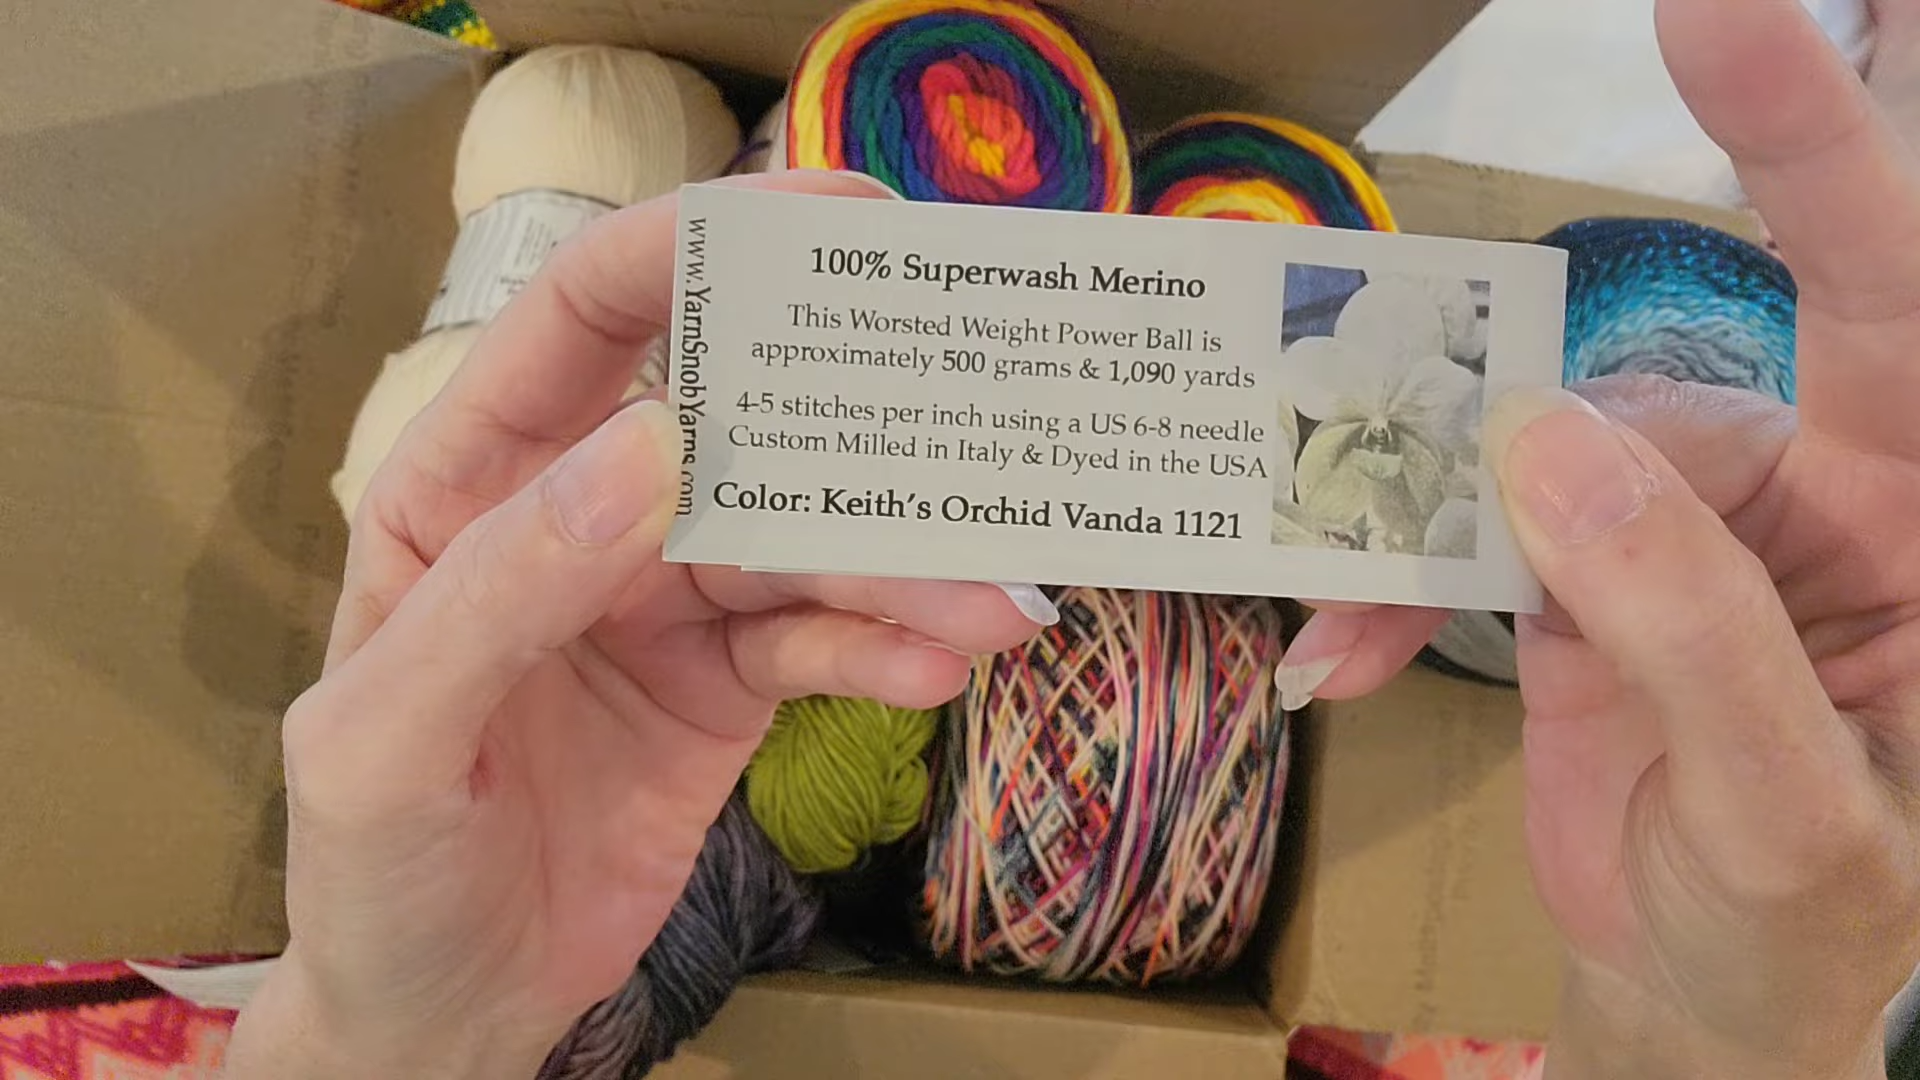 www.YarnSnobYarns.com
100% Superwash Merino
This Worsted Weight Power Ball is
approximately 500 grams & 1,090 yards
4-5 stitches per inch using a US 6-8 needle
Custom Milled in Italy & Dyed in the USA
Color: Keith's Orchid Vanda 1121